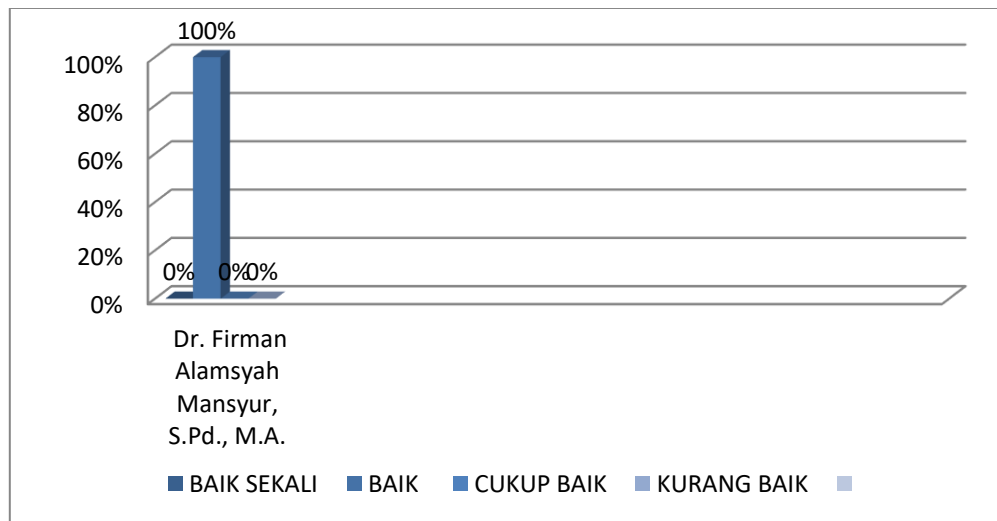 100%
100%
80%
60%
40%
20%
0%
0%
0%
0%
Dr. Firman
Alamsyah
Mansyur,
S.Pd., M.A.
BAIK SEKALI BAIK CUKUP BAIK KURANG BAIK